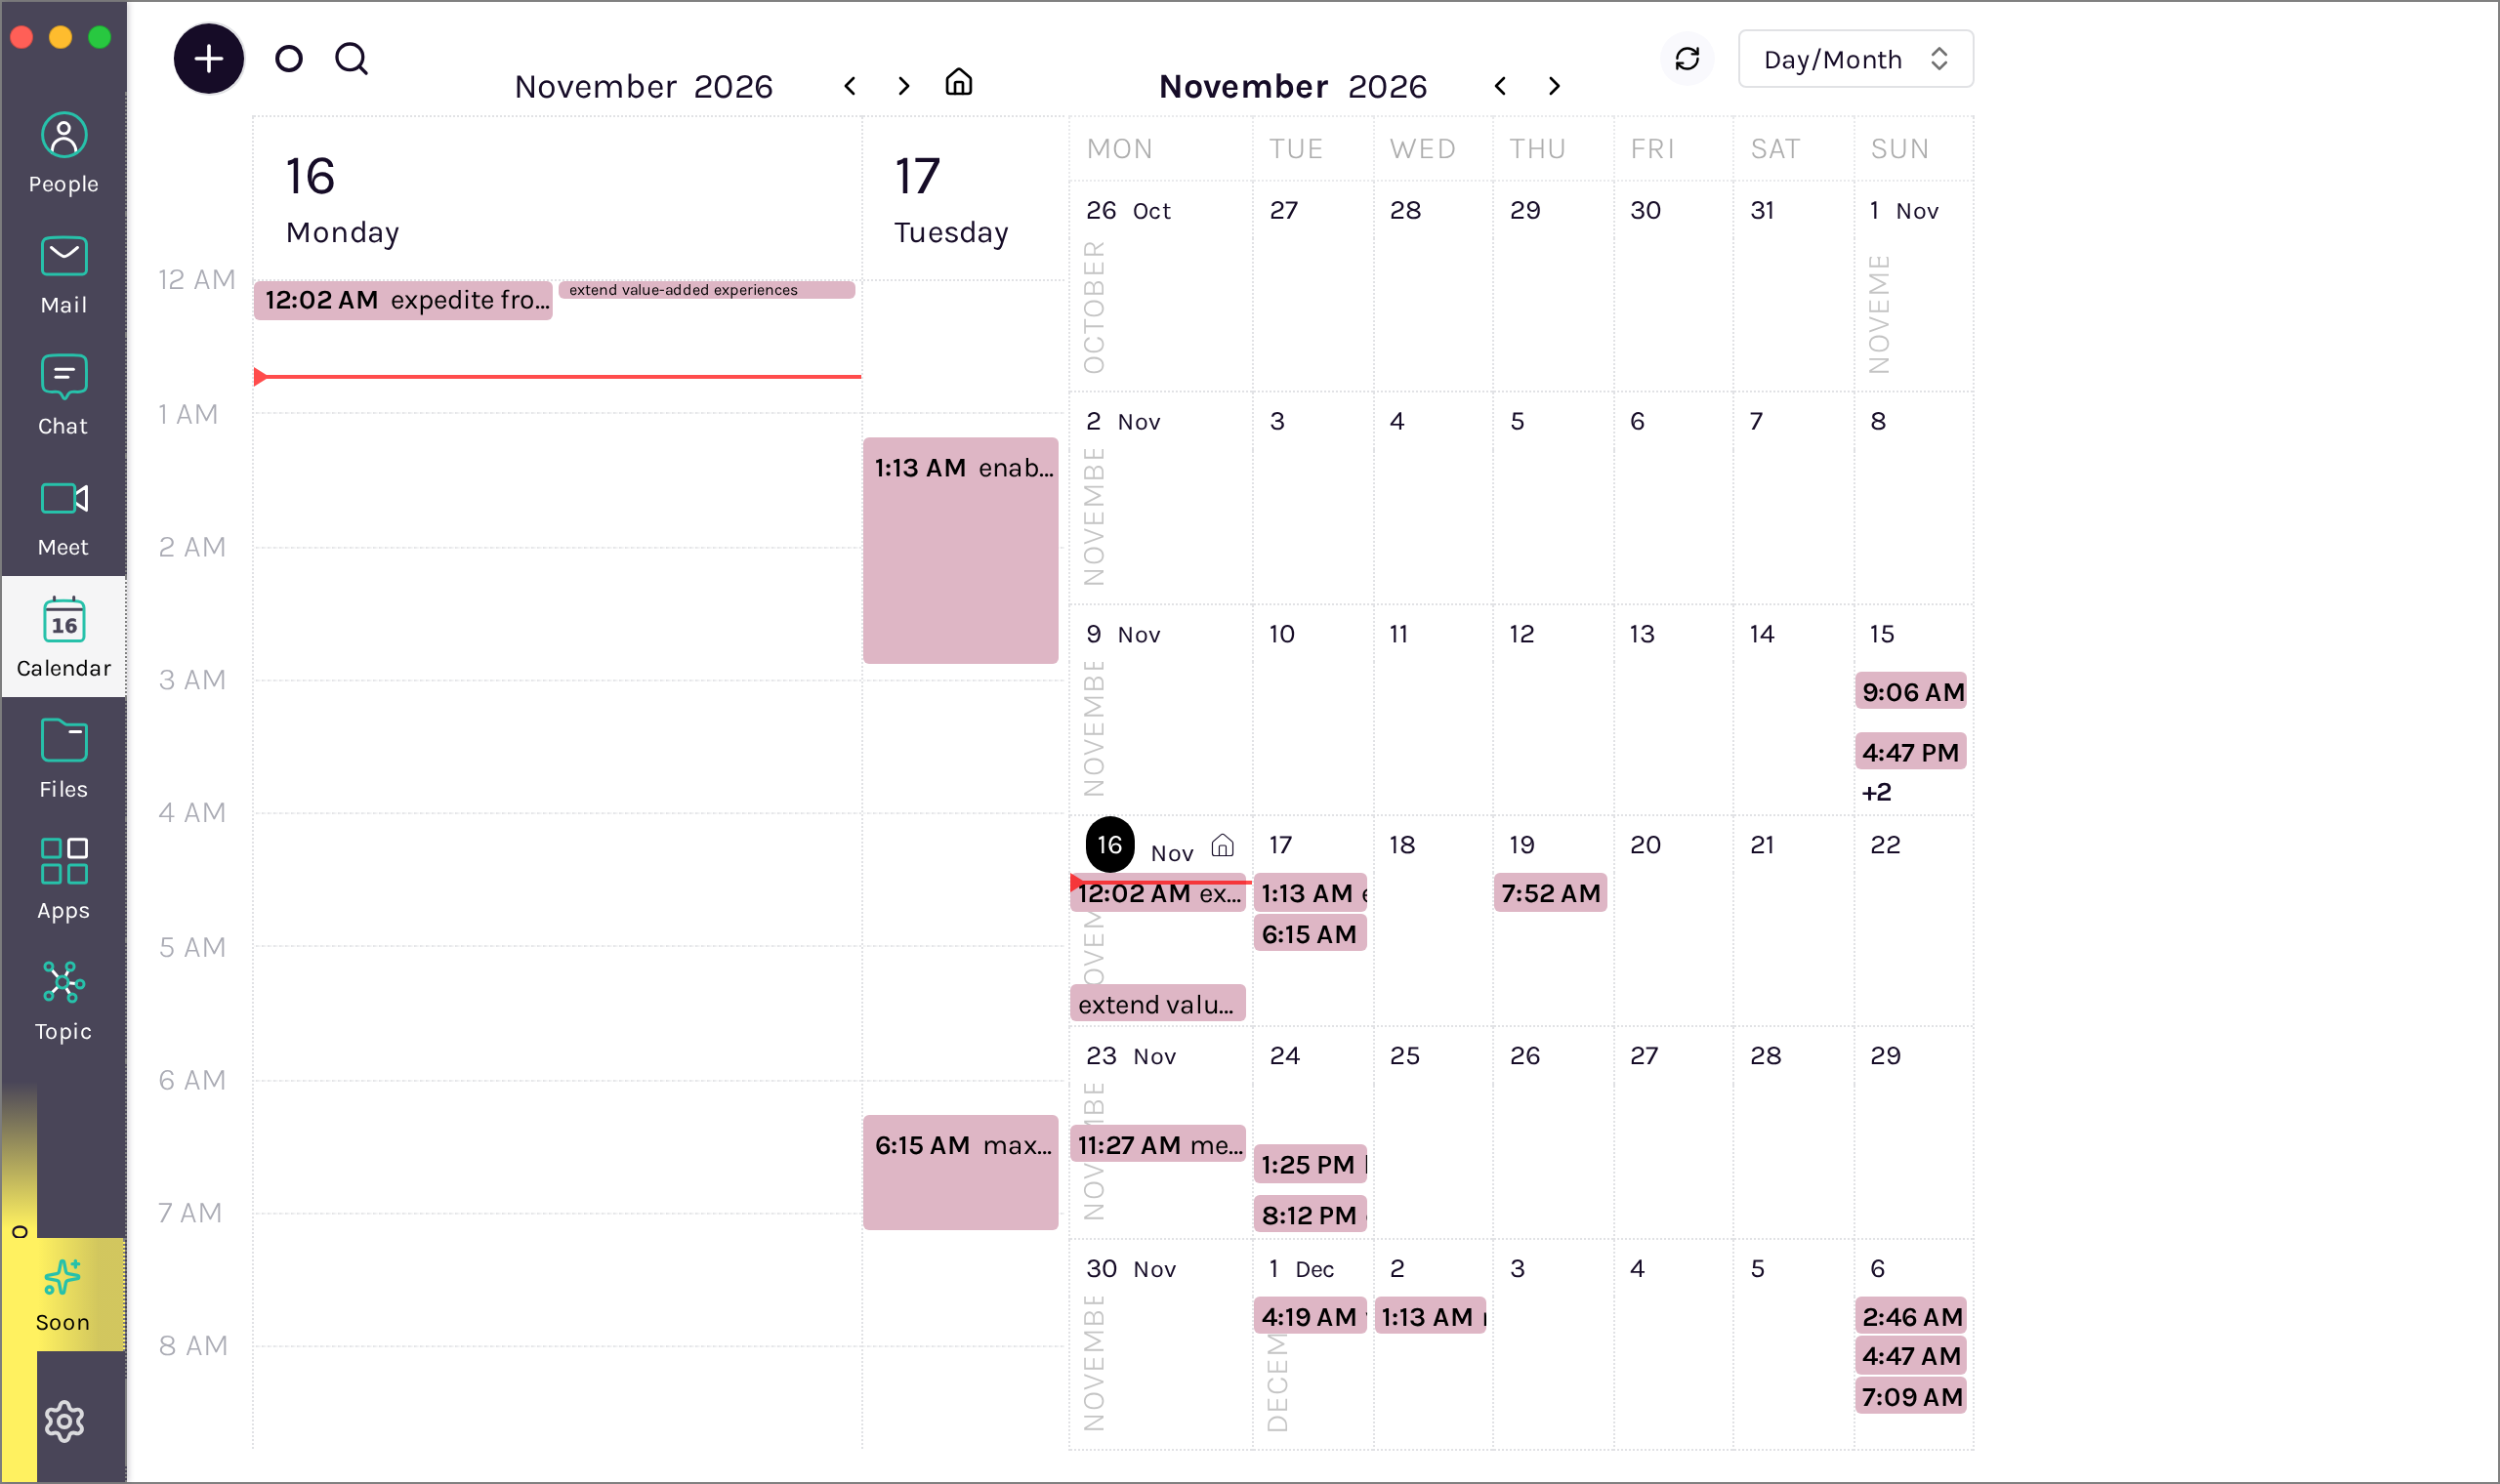 People
Mail
Chat
Meet
16
Calendar
Files
Apps
Topic
Soon
November 2026
November 2026
Day/Month
16
Monday
17
Tuesday
12 AM
1 AM
2 AM
3 AM
4 AM
5 AM
6 AM
7 AM
8 AM
12:02 AM expedite fro...
extend value-added experiences
1:13 AM enab...
6:15 AM max...
MON TUE WED THU FRI SAT SUN
26 Oct 27 28 29 30 31 1 Nov
OCTOBER
NOVEME
2 Nov 3 4 5 6 7 8
NOVEMBE
9 Nov 10 11 12 13 14 15
NOVEMBE
9:06 AM
4:47 PM
+2
16 Nov 17 18 19 20 21 22
12:02 AM ex... 1:13 AM 7:52 AM
6:15 AM
OVEM
extend valu...
23 Nov 24 25 26 27 28 29
11:27 AM me...
1:25 PM
8:12 PM
30 Nov 1 Dec 2 3 4 5 6
NOVEMBE
4:19 AM 1:13 AM 2:46 AM
DECEM
4:47 AM
7:09 AM